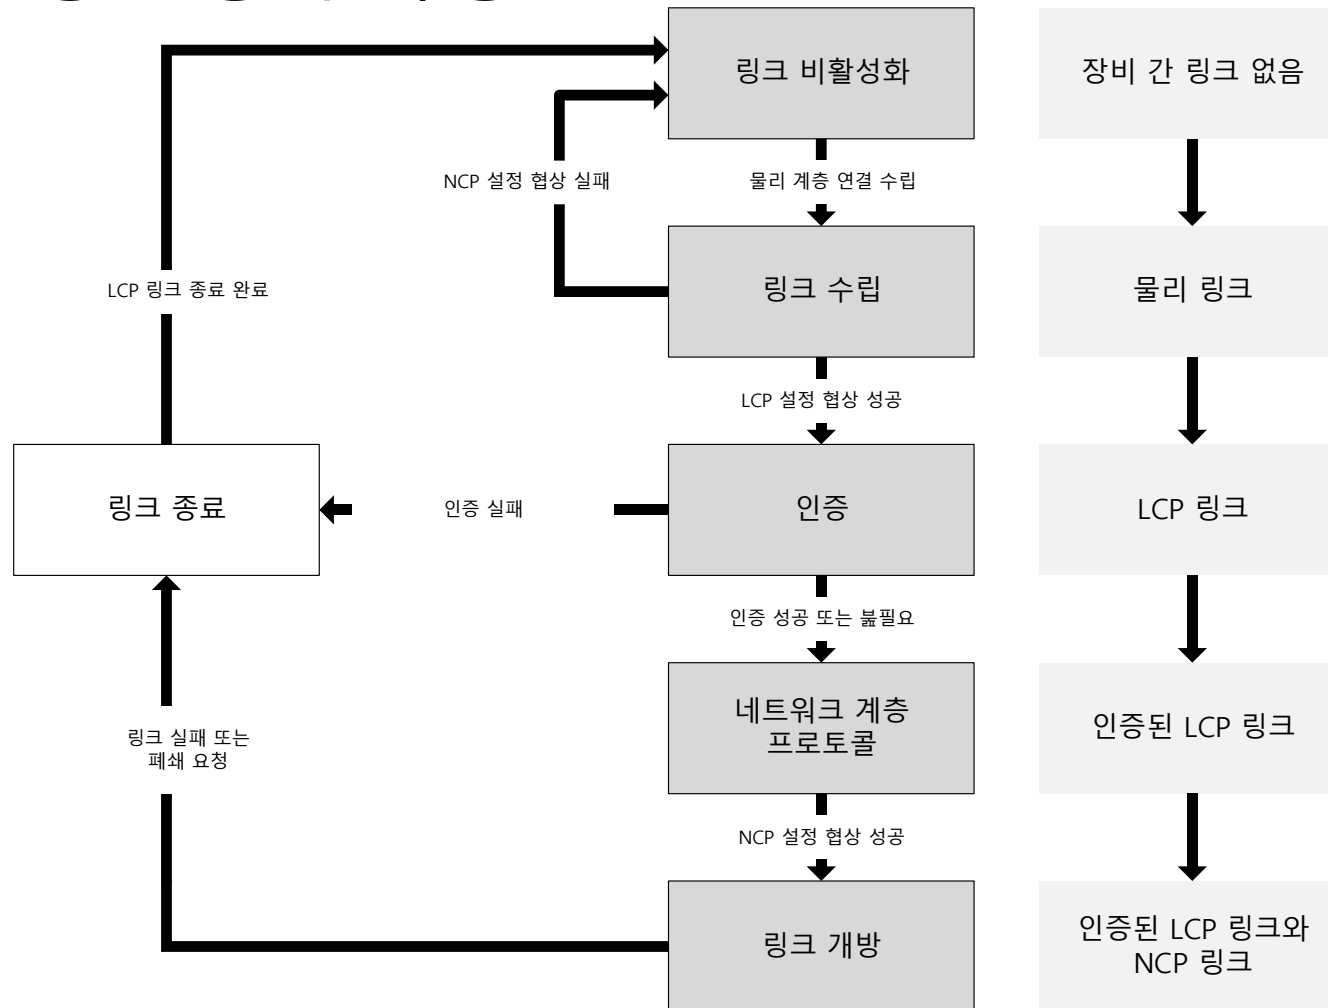 링크 비활성화
장비 간 링크 없음
NCP 설정 협상 실패
물리 계층 연결 수립
LCP 링크 종료 완료
링크 수립
물리 링크
LCP 설정 협상 성공
링크 종료
인증 실패
인증
LCP 링크
인증 성공 또는 붊필요
네트워크 계층
프로토콜
인증된 LCP 링크
링크 실패 또는
폐쇄 요청
NCP 설정 협상 성공
링크 개방
인증된 LCP 링크와
NCP 링크